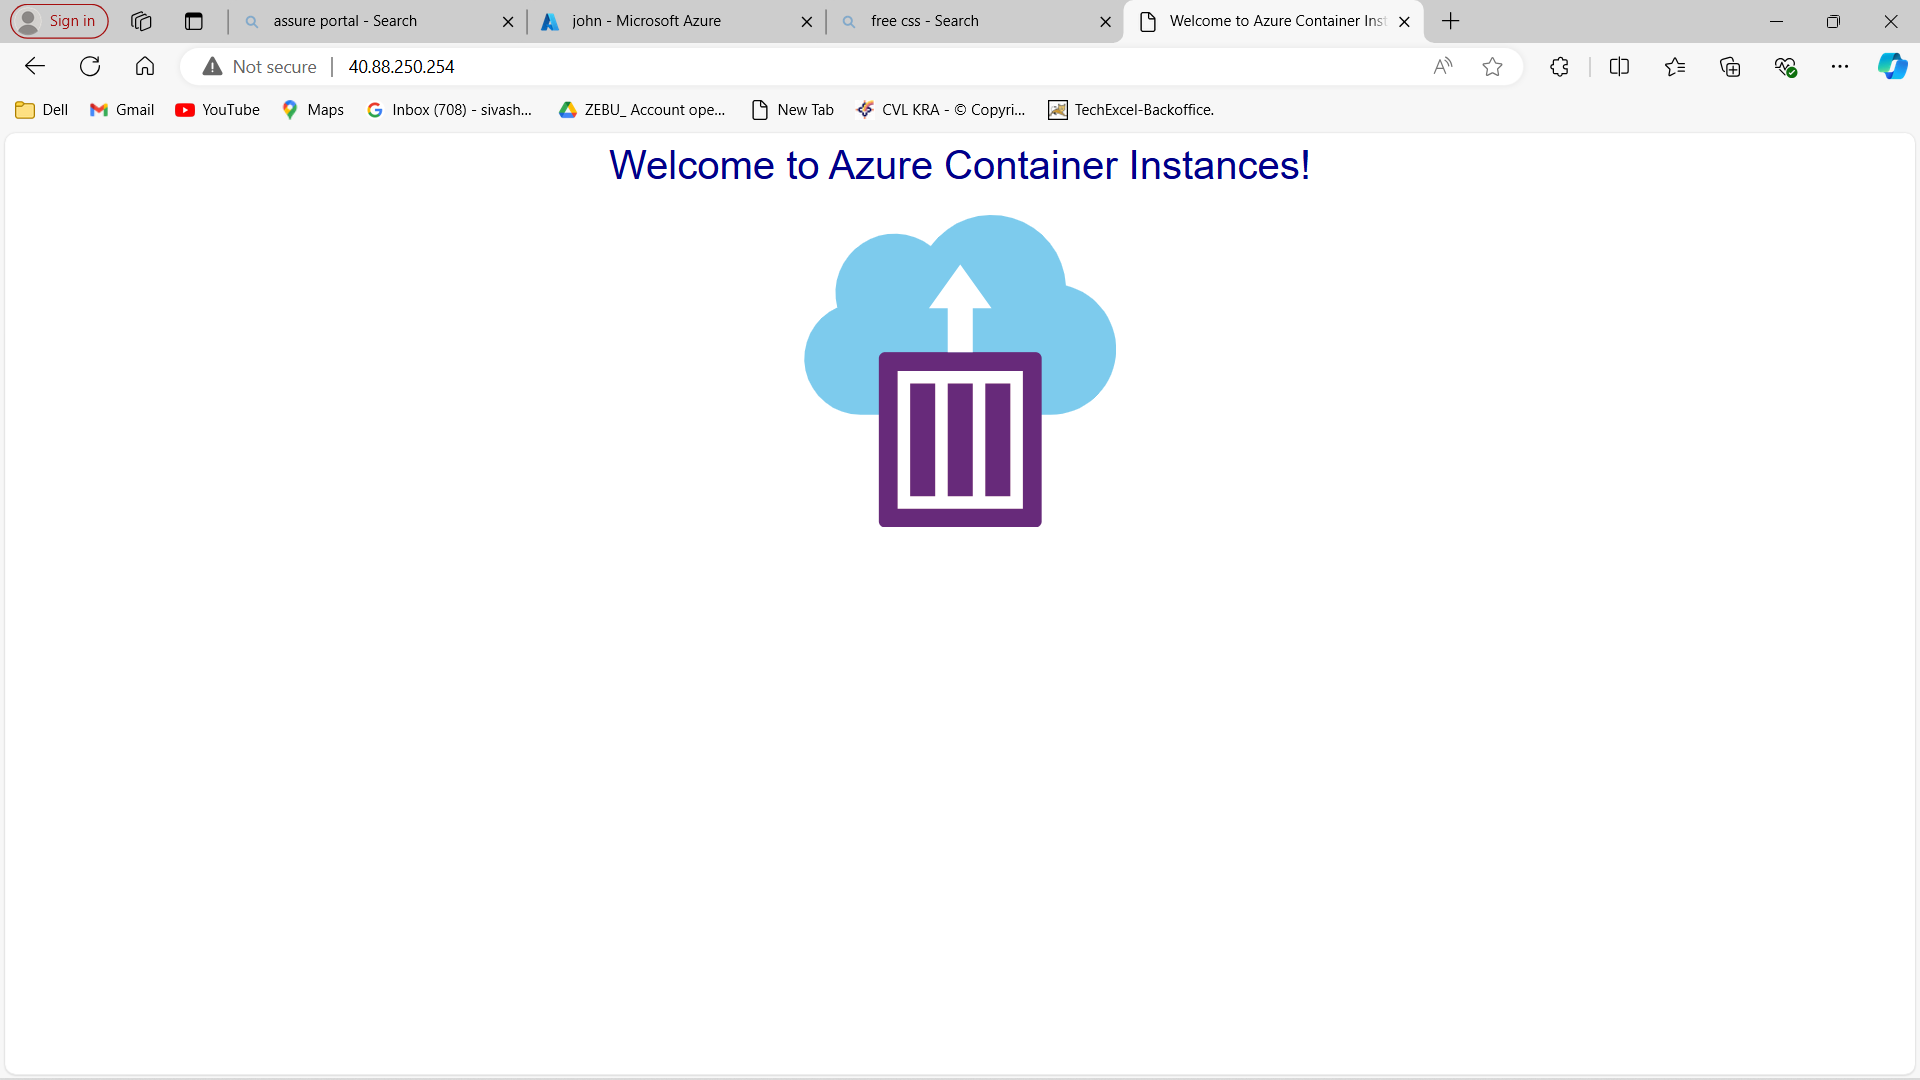 Sign in
assure portal - Search
john - Microsoft Azure
free css - Search
Welcome to Azure Container Inst
Not secure
40.88.250.254
Dell
Gmail
YouTube
Maps
Inbox (708) - sivash...
ZEBU_ Account ope...
New Tab
CVL KRA - © Copyri...
TechExcel-Backoffice.
Welcome to Azure Container Instances!